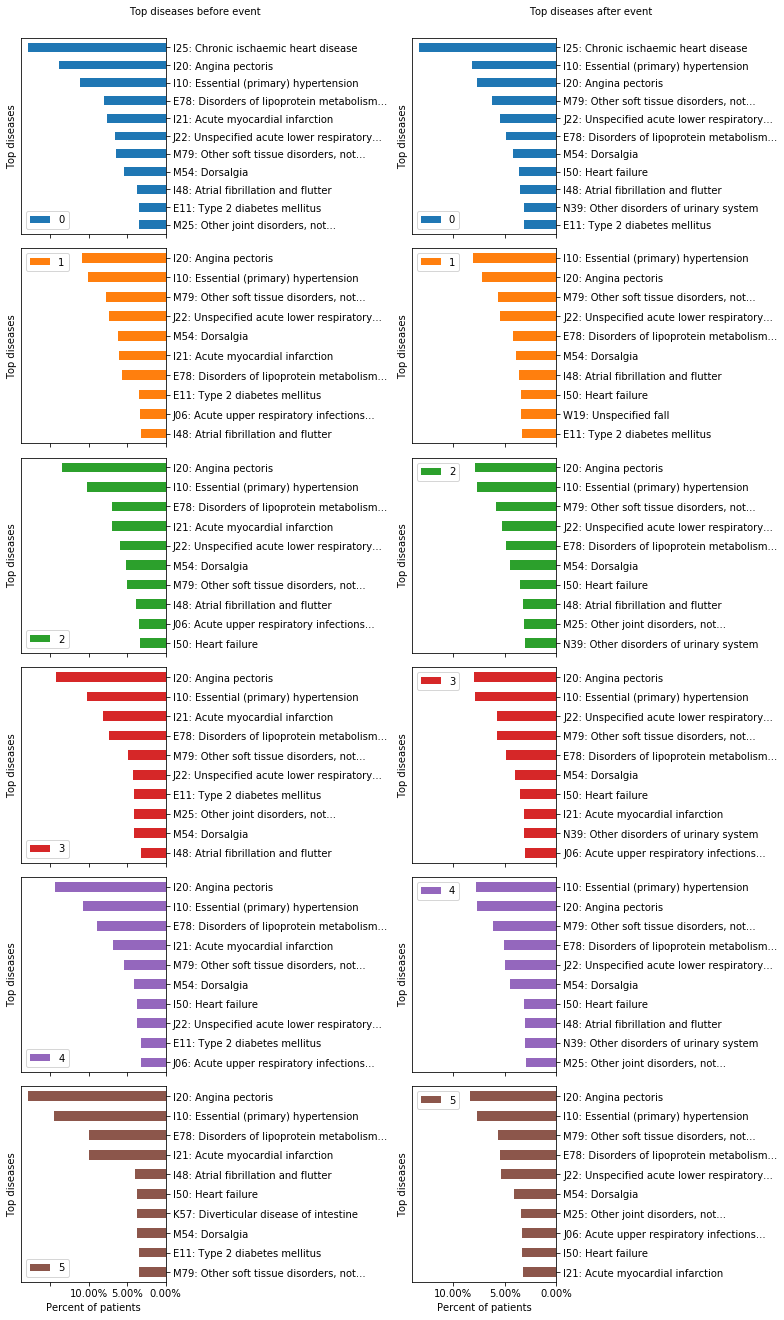 Top diseases before event
Top diseases after event
Top diseases
I25: Chronic ischaemic heart disease
I20: Angina pectoris
I10: Essential (primary) hypertension
E78: Disorders of lipoprotein metabolism...
I21: Acute myocardial infarction
J22: Unspecified acute lower respiratory...
M79: Other soft tissue disorders, not...
M54: Dorsalgia
I48: Atrial fibrillation and flutter
E11: Type 2 diabetes mellitus
M25: Other joint disorders, not...
0
Top diseases
I25: Chronic ischaemic heart disease
I10: Essential (primary) hypertension
I20: Angina pectoris
M79: Other soft tissue disorders, not...
J22: Unspecified acute lower respiratory...
E78: Disorders of lipoprotein metabolism...
M54: Dorsalgia
I50: Heart failure
I48: Atrial fibrillation and flutter
N39: Other disorders of urinary system
E11: Type 2 diabetes mellitus
0
Top diseases
1
I20: Angina pectoris
I10: Essential (primary) hypertension
M79: Other soft tissue disorders, not...
J22: Unspecified acute lower respiratory...
M54: Dorsalgia
I21: Acute myocardial infarction
E78: Disorders of lipoprotein metabolism...
E11: Type 2 diabetes mellitus
J06: Acute upper respiratory infections...
I48: Atrial fibrillation and flutter
Top diseases
1
I10: Essential (primary) hypertension
I20: Angina pectoris
M79: Other soft tissue disorders, not...
J22: Unspecified acute lower respiratory...
E78: Disorders of lipoprotein metabolism...
M54: Dorsalgia
I48: Atrial fibrillation and flutter
I50: Heart failure
W19: Unspecified fall
E11: Type 2 diabetes mellitus
Top diseases
I20: Angina pectoris
I10: Essential (primary) hypertension
E78: Disorders of lipoprotein metabolism...
I21: Acute myocardial infarction
J22: Unspecified acute lower respiratory...
M54: Dorsalgia
M79: Other soft tissue disorders, not...
I48: Atrial fibrillation and flutter
J06: Acute upper respiratory infections...
I50: Heart failure
2
Top diseases
2
I20: Angina pectoris
I10: Essential (primary) hypertension
M79: Other soft tissue disorders, not...
J22: Unspecified acute lower respiratory...
E78: Disorders of lipoprotein metabolism...
M54: Dorsalgia
I50: Heart failure
I48: Atrial fibrillation and flutter
M25: Other joint disorders, not...
N39: Other disorders of urinary system
Top diseases
I20: Angina pectoris
I10: Essential (primary) hypertension
I21: Acute myocardial infarction
E78: Disorders of lipoprotein metabolism...
M79: Other soft tissue disorders, not...
J22: Unspecified acute lower respiratory...
E11: Type 2 diabetes mellitus
M25: Other joint disorders, not...
M54: Dorsalgia
I48: Atrial fibrillation and flutter
3
Top diseases
3
I20: Angina pectoris
I10: Essential (primary) hypertension
J22: Unspecified acute lower respiratory...
M79: Other soft tissue disorders, not...
E78: Disorders of lipoprotein metabolism...
M54: Dorsalgia
I50: Heart failure
I21: Acute myocardial infarction
N39: Other disorders of urinary system
J06: Acute upper respiratory infections...
Top diseases
I20: Angina pectoris
I10: Essential (primary) hypertension
E78: Disorders of lipoprotein metabolism...
I21: Acute myocardial infarction
M79: Other soft tissue disorders, not...
M54: Dorsalgia
I50: Heart failure
J22: Unspecified acute lower respiratory...
E11: Type 2 diabetes mellitus
J06: Acute upper respiratory infections...
4
Top diseases
4
I10: Essential (primary) hypertension
I20: Angina pectoris
M79: Other soft tissue disorders, not...
E78: Disorders of lipoprotein metabolism...
J22: Unspecified acute lower respiratory...
M54: Dorsalgia
I50: Heart failure
I48: Atrial fibrillation and flutter
N39: Other disorders of urinary system
M25: Other joint disorders, not...
Top diseases
I20: Angina pectoris
I10: Essential (primary) hypertension
E78: Disorders of lipoprotein metabolism...
I21: Acute myocardial infarction
I48: Atrial fibrillation and flutter
I50: Heart failure
K57: Diverticular disease of intestine
M54: Dorsalgia
E11: Type 2 diabetes mellitus
M79: Other soft tissue disorders, not...
5
10.00% 5.00% 0.00%
Percent of patients
Top diseases
5
I20: Angina pectoris
I10: Essential (primary) hypertension
M79: Other soft tissue disorders, not...
E78: Disorders of lipoprotein metabolism...
J22: Unspecified acute lower respiratory...
M54: Dorsalgia
M25: Other joint disorders, not...
J06: Acute upper respiratory infections...
I50: Heart failure
I21: Acute myocardial infarction
10.00% 5.00% 0.00%
Percent of patients